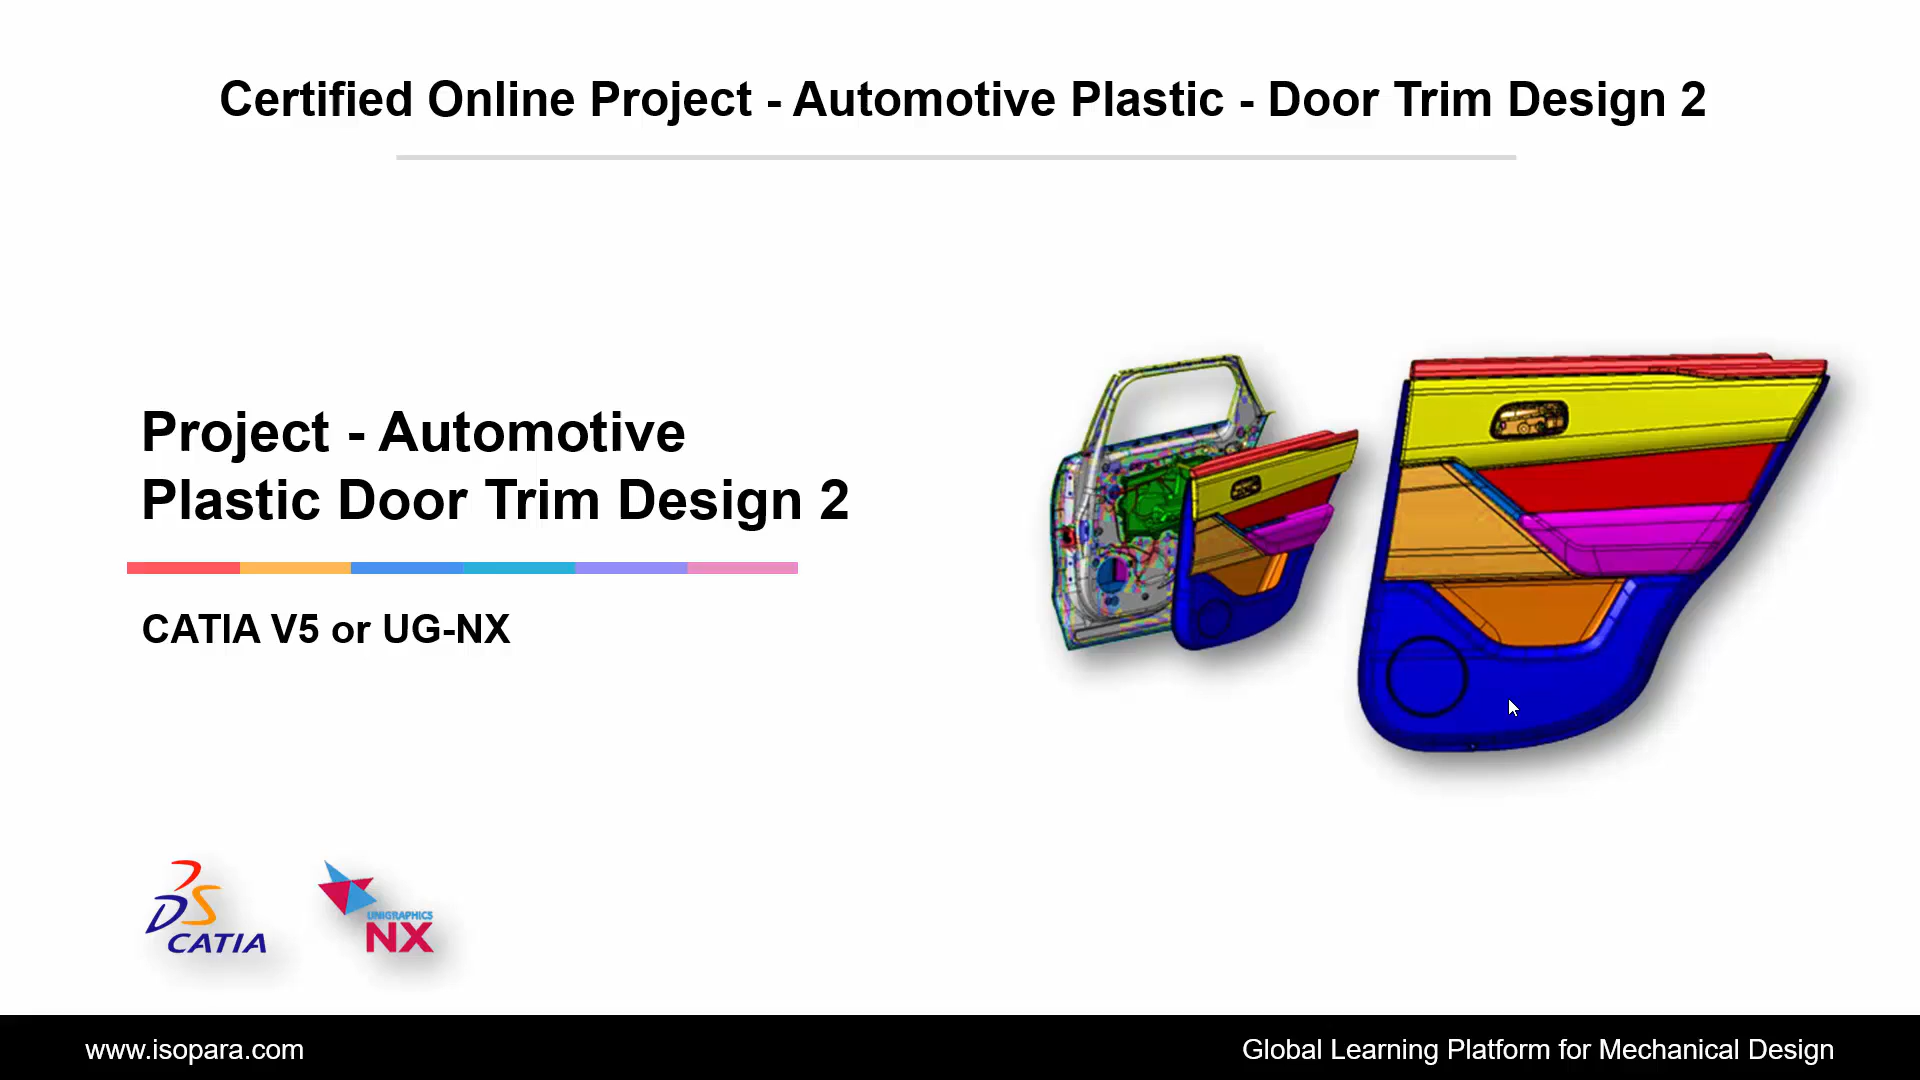 Certified Online Project - Automotive Plastic - Door Trim Design 2
Project - Automotive
Plastic Door Trim Design 2
CATIA V5 or UG-NX
CATIA
UNIGRAPHICS
NX
www.isopara.com
Global Learning Platform for Mechanical Design